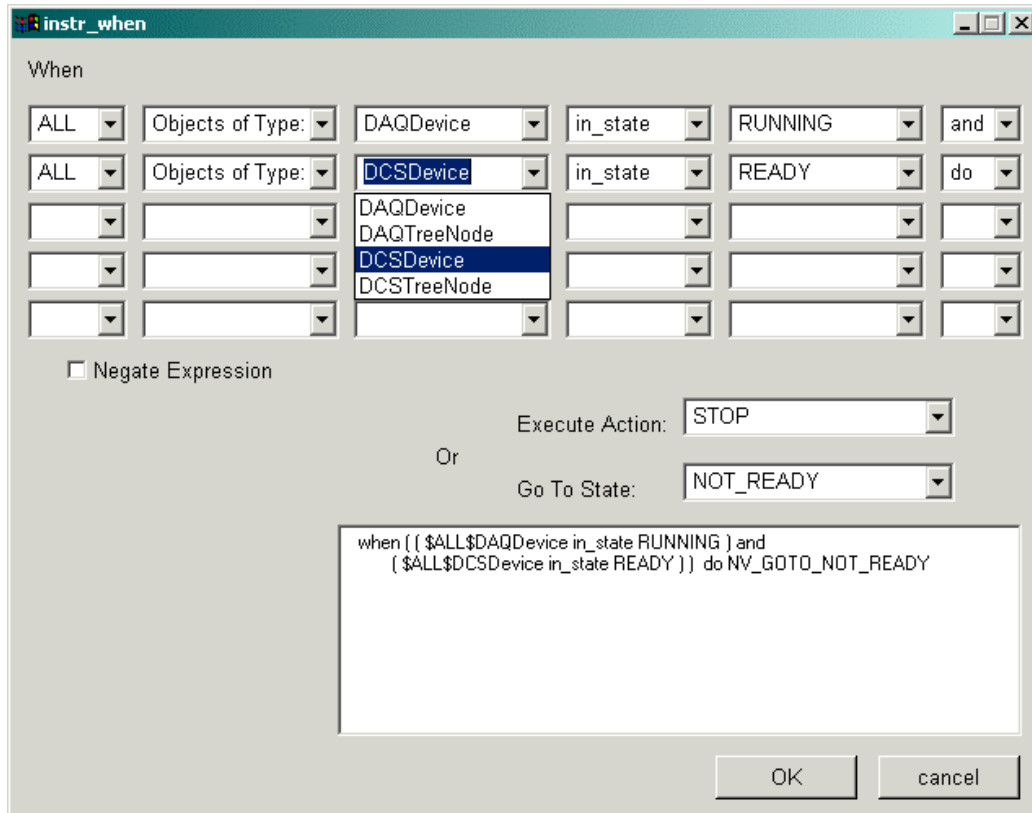 instr_when
When
ALL Objects of Type: DAQDevice in_state RUNNING and
ALL Objects of Type: DCSDevice in_state READY do
DAQDevice
DAQTreeNode
DCSDevice
DCSTreeNode
Negate Expression
Execute Action: STOP
Or
Go To State: NOT_READY
when ( ( $ALL$DAQDevice in_state RUNNING ) and
( $ALL$DCSDevice in_state READY ) ) do NV_GOTO_NOT_READY
OK cancel